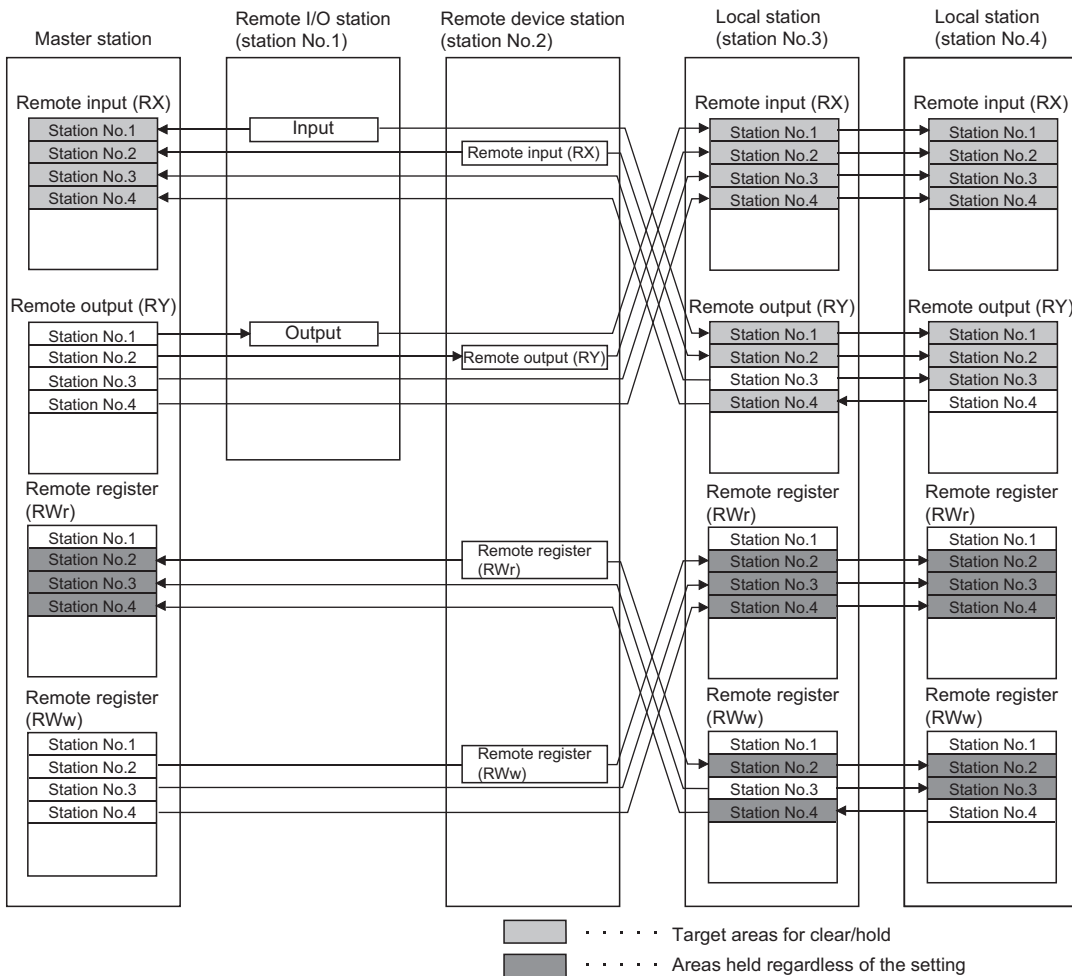 Master station
Remote I/O station
(station No.1)
Remote device station
(station No.2)
Local station
(station No.3)
Local station
(station No.4)
Remote input (RX)
Station No.1
Station No.2
Station No.3
Station No.4
Input
Remote input (RX)
Remote input (RX)
Station No.1
Station No.2
Station No.3
Station No.4
Remote input (RX)
Station No.1
Station No.2
Station No.3
Station No.4
Remote output (RY)
Station No.1
Station No.2
Station No.3
Station No.4
Output
Remote output (RY)
Remote output (RY)
Station No.1
Station No.2
Station No.3
Station No.4
Remote output (RY)
Station No.1
Station No.2
Station No.3
Station No.4
Remote register
(RWr)
Station No.1
Station No.2
Station No.3
Station No.4
Remote register
(RWr)
Remote register
(RWr)
Station No.1
Station No.2
Station No.3
Station No.4
Remote register
(RWr)
Station No.1
Station No.2
Station No.3
Station No.4
Remote register
(RWw)
Station No.1
Station No.2
Station No.3
Station No.4
Remote register
(RWw)
Remote register
(RWw)
Station No.1
Station No.2
Station No.3
Station No.4
Remote register
(RWw)
Station No.1
Station No.2
Station No.3
Station No.4
· · · · · Target areas for clear/hold
· · · · · Areas held regardless of the setting